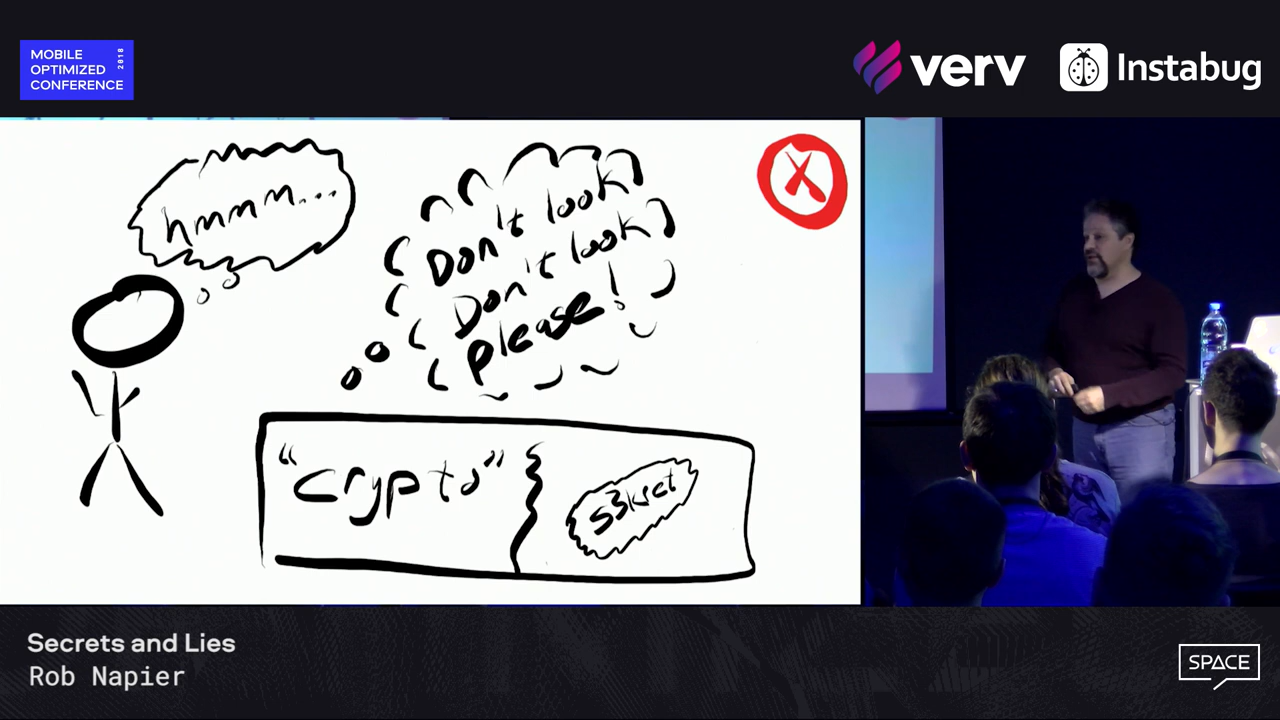 MOBILE
OPTIMIZED
CONFERENCE
2018
verv
Instabug
hmmm...
Don't look
Don't look
please!
"crypto"
s3kret
Secrets and Lies
Rob Napier
SPACE